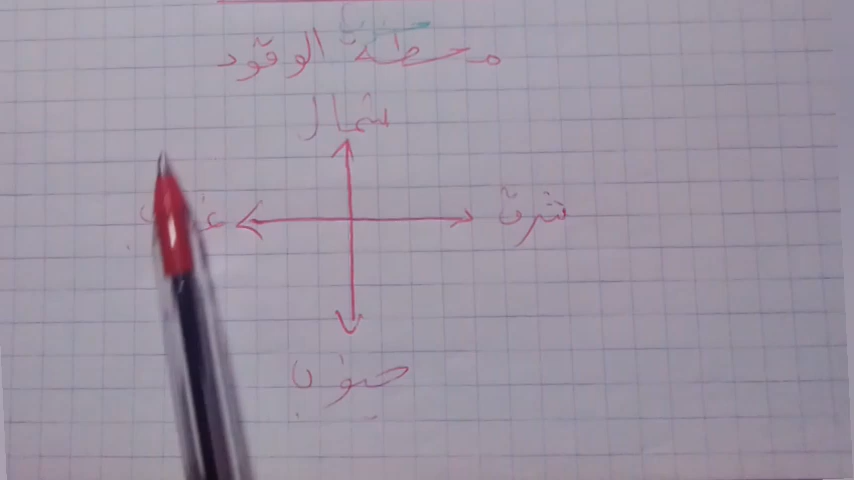 محطة الوقود
شمال
شرق
جنوب